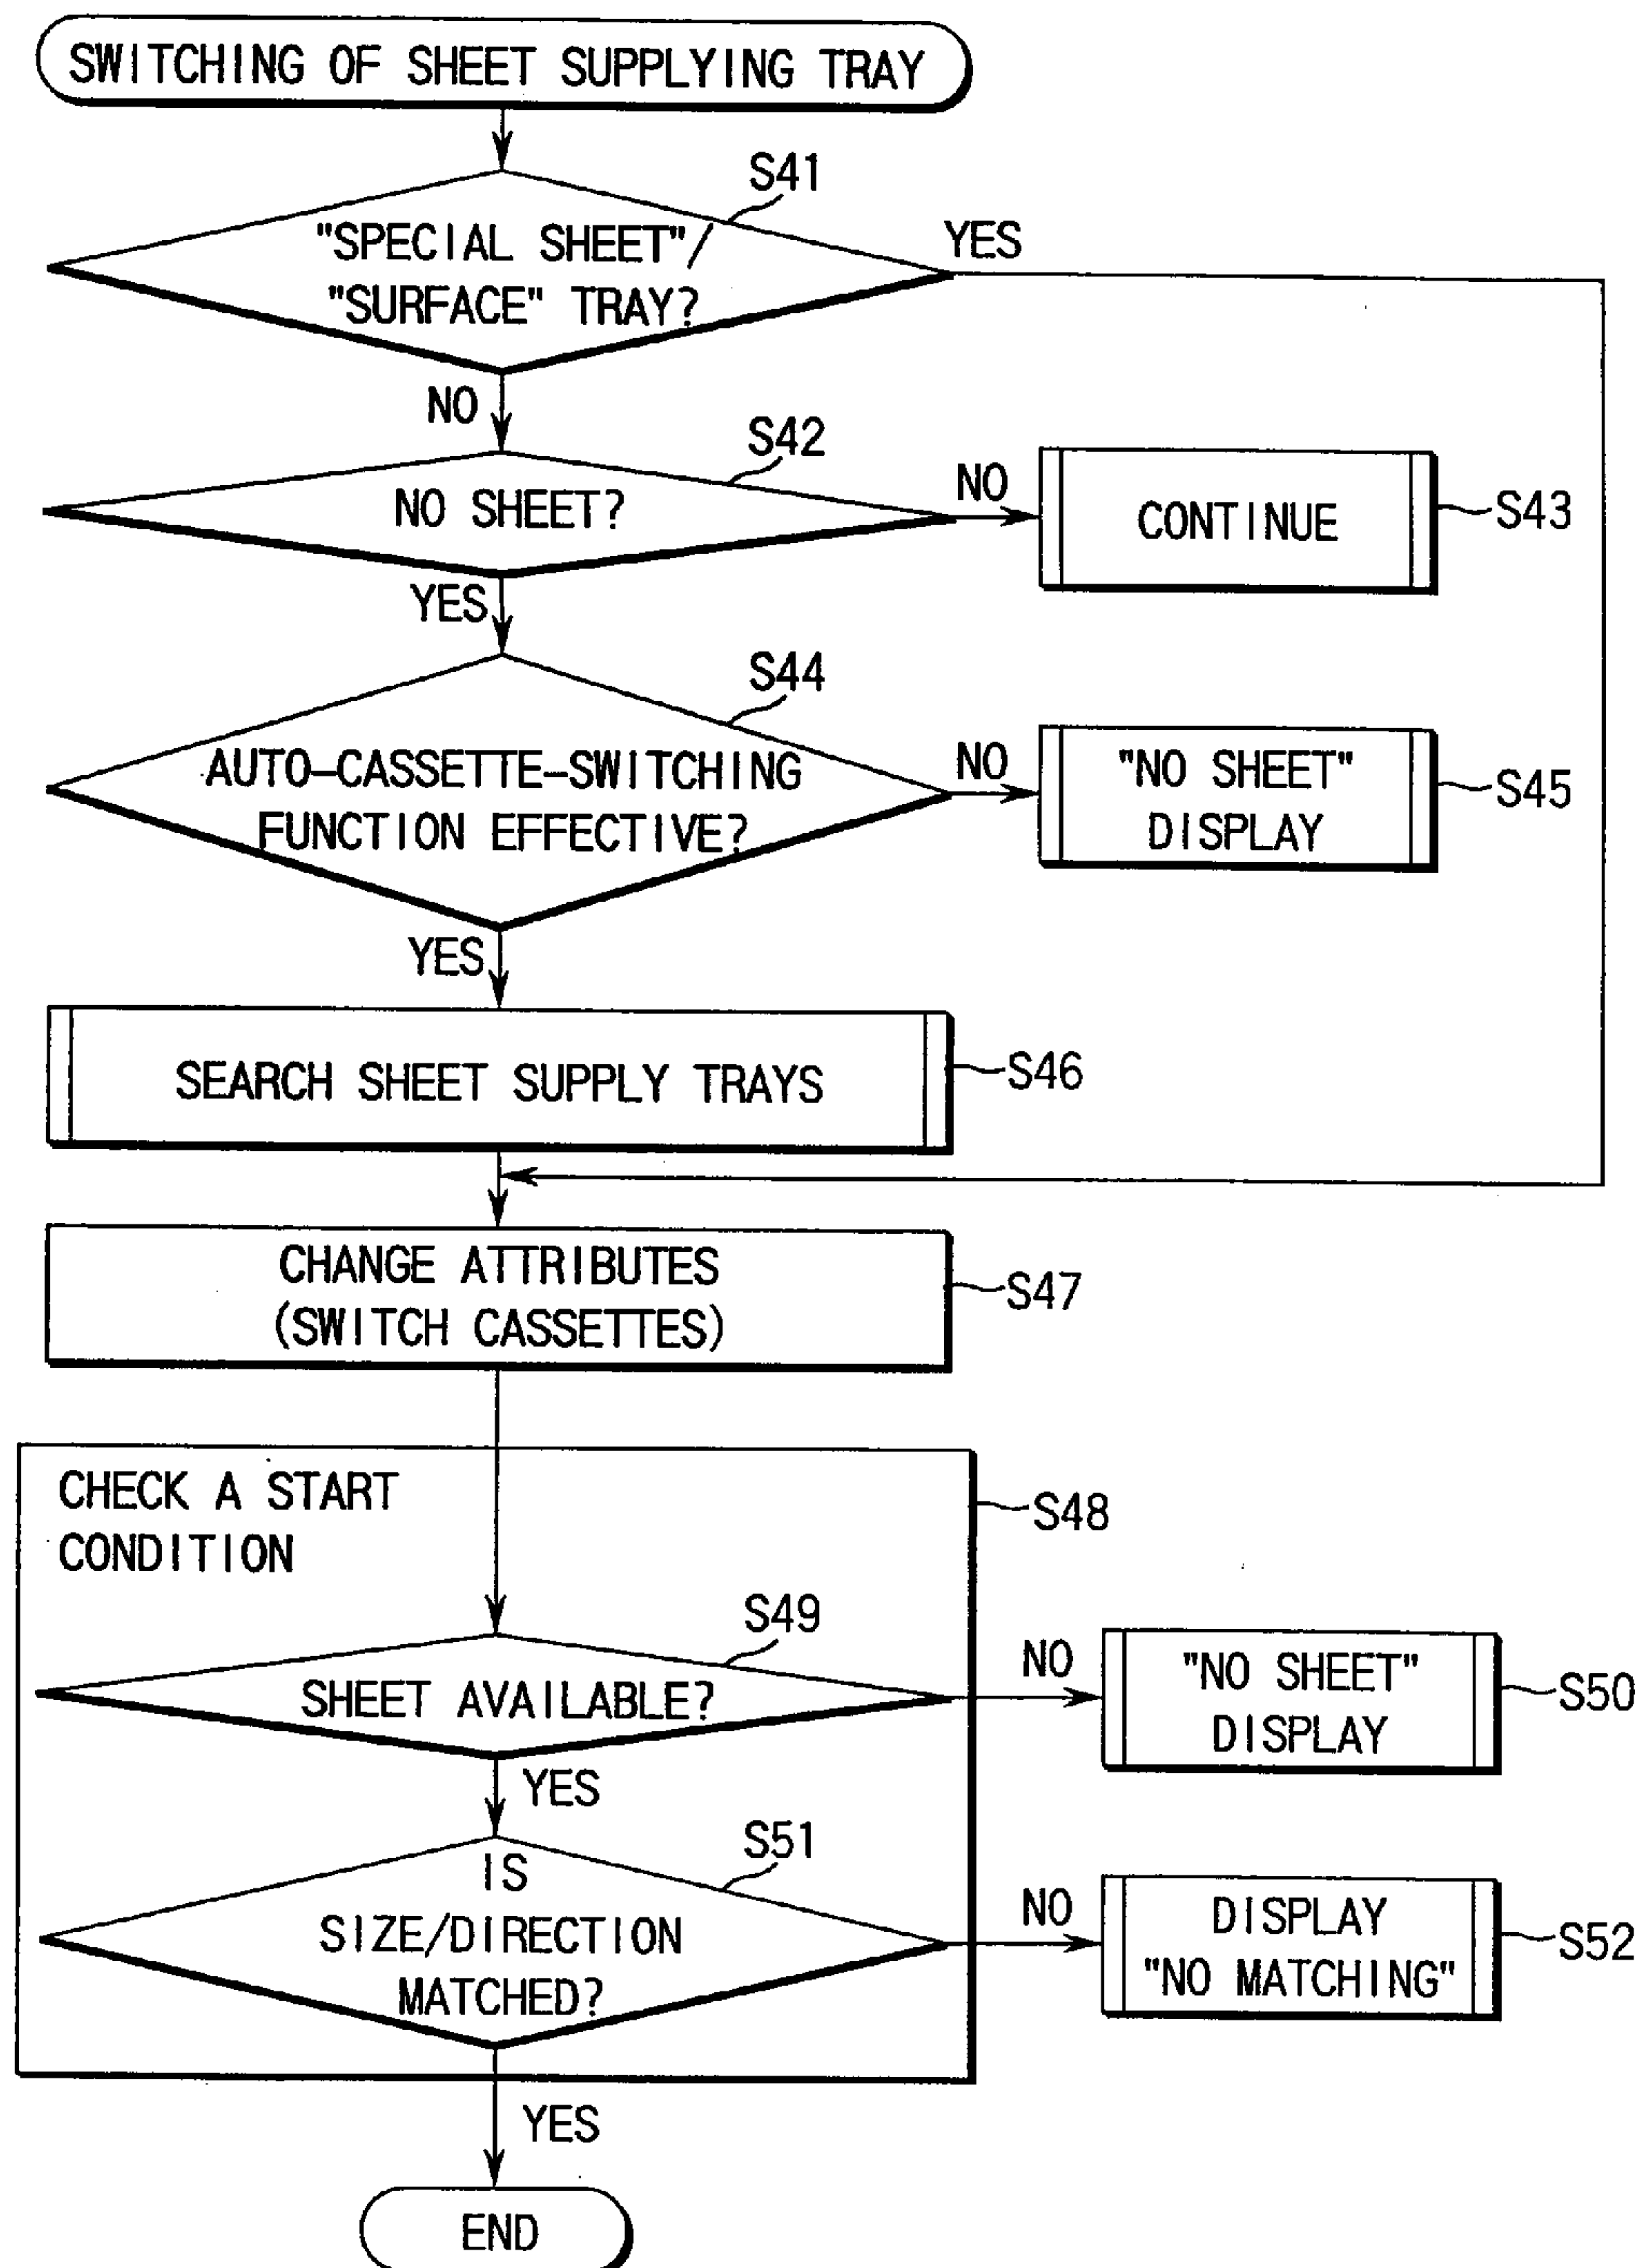 SWITCHING OF SHEET SUPPLYING TRAY
S41
"SPECIAL SHEET"/
"SURFACE" TRAY?
YES
NO
S42
NO SHEET?
NO
CONTINUE
S43
YES
S44
AUTO-CASSETTE-SWITCHING
FUNCTION EFFECTIVE?
NO
"NO SHEET"
DISPLAY
S45
YES
SEARCH SHEET SUPPLY TRAYS
S46
CHANGE ATTRIBUTES
(SWITCH CASSETTES)
S47
CHECK A START
CONDITION
S48
S49
SHEET AVAILABLE?
NO
"NO SHEET"
DISPLAY
S50
YES
S51
IS
SIZE/DIRECTION
MATCHED?
NO
DISPLAY
"NO MATCHING"
S52
YES
END